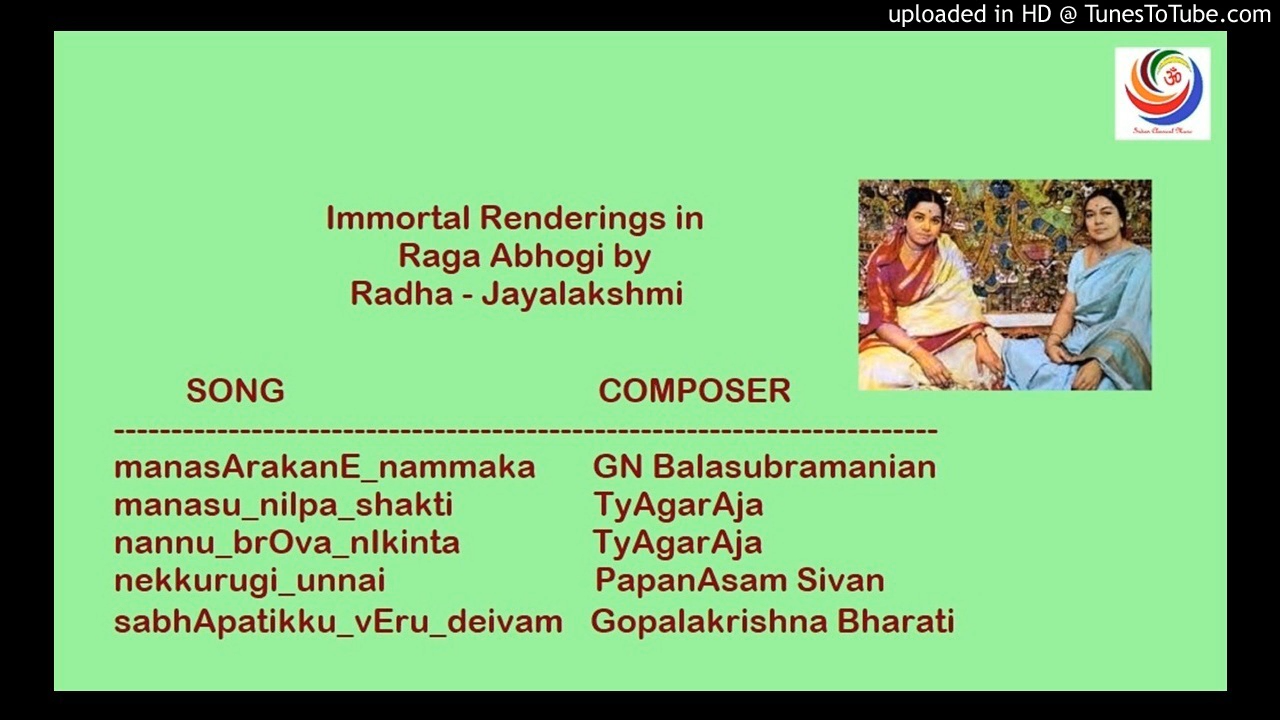 uploaded in HD @ TunesToTube.com
Immortal Renderings in
Raga Abhogi by
Radha - Jayalakshmi
SONG COMPOSER
------------------------------------------------------------------------
manasArakanE_nammaka GN Balasubramanian
manasu_nilpa_shakti TyAgarAja
nannu_brOva_nIkinta TyAgarAja
nekkurugi_unnai PapanAsam Sivan
sabhApatikku_vEru_deivam Gopalakrishna Bharati
ॐ